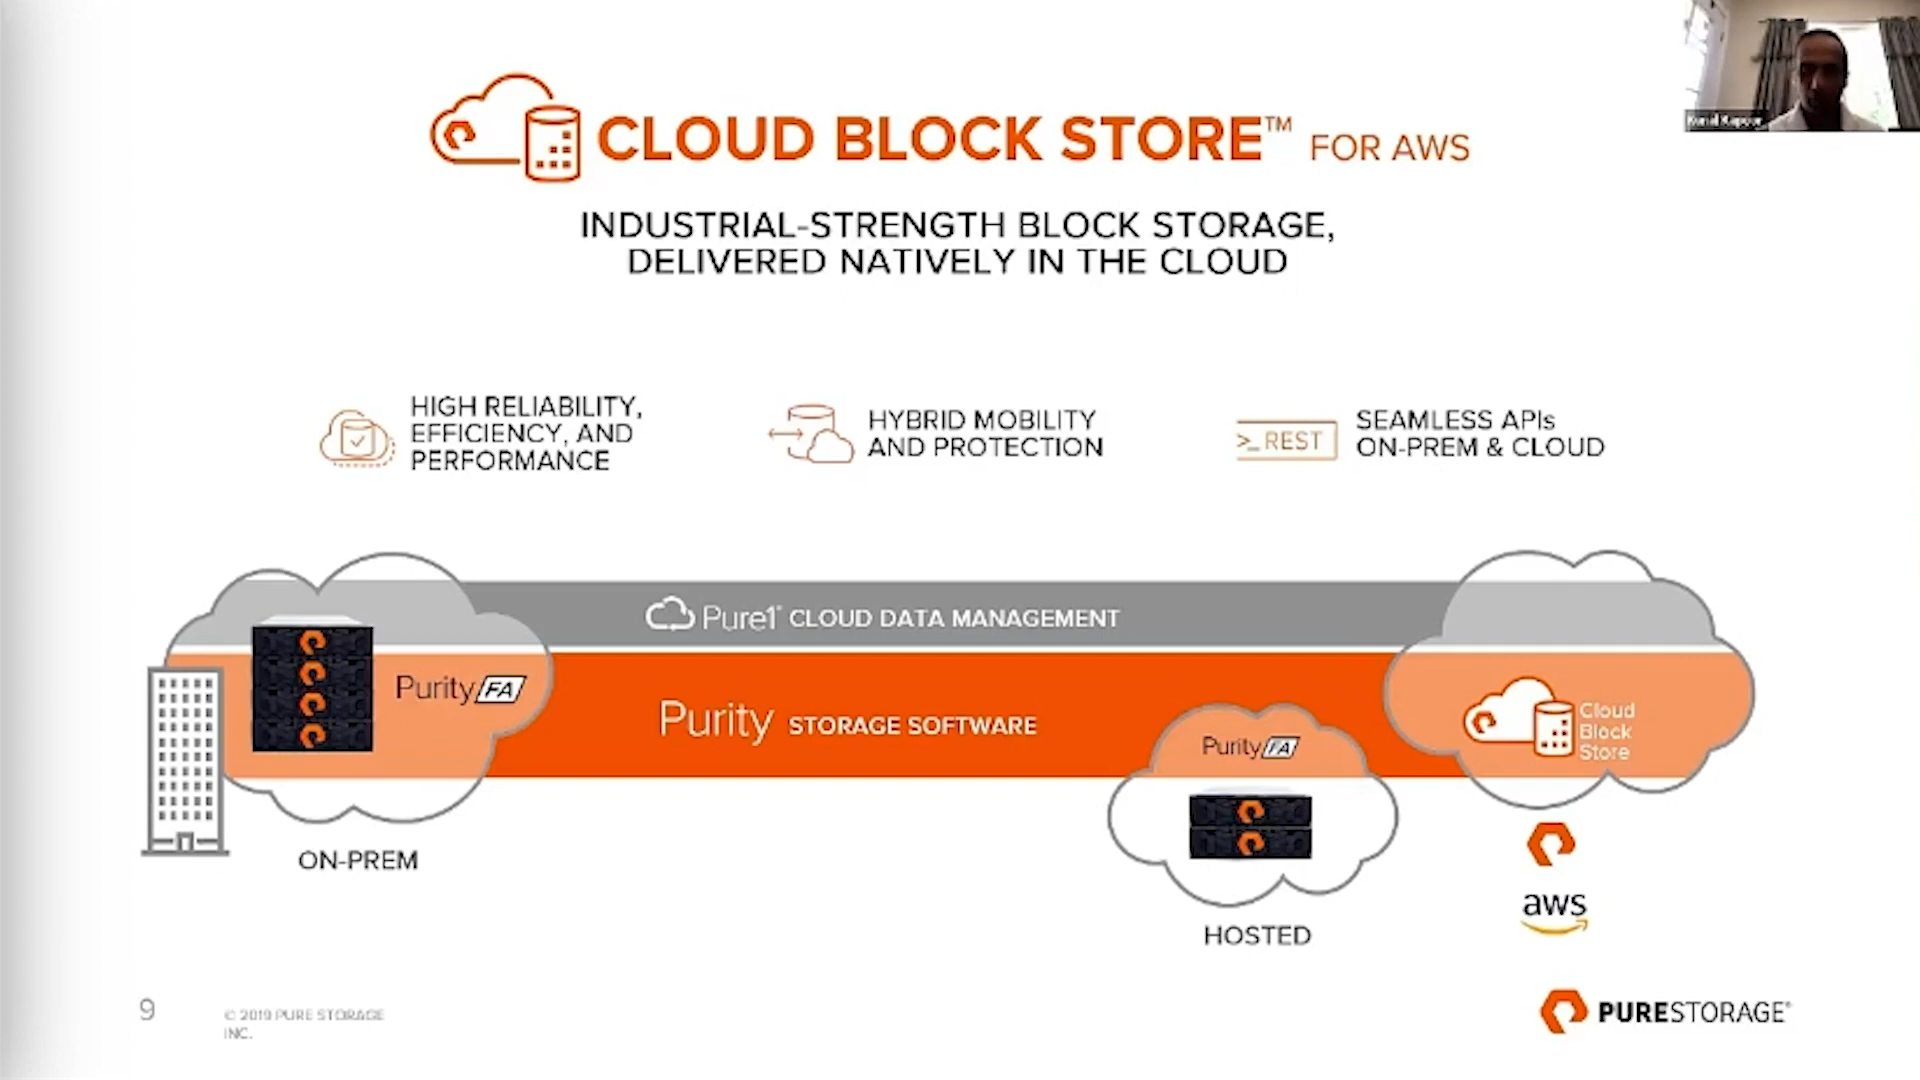 CLOUD BLOCK STORE™ FOR AWS
INDUSTRIAL-STRENGTH BLOCK STORAGE,
DELIVERED NATIVELY IN THE CLOUD
HIGH RELIABILITY,
EFFICIENCY, AND
PERFORMANCE
HYBRID MOBILITY
AND PROTECTION
>_REST
SEAMLESS APIs
ON-PREM & CLOUD
Pure1® CLOUD DATA MANAGEMENT
Purity STORAGE SOFTWARE
Purity FA
ON-PREM
Purity FA
HOSTED
Cloud
Block
Store
aws
9
© 2019 PURE STORAGE
INC.
PURESTORAGE®
Kunal Kapoor